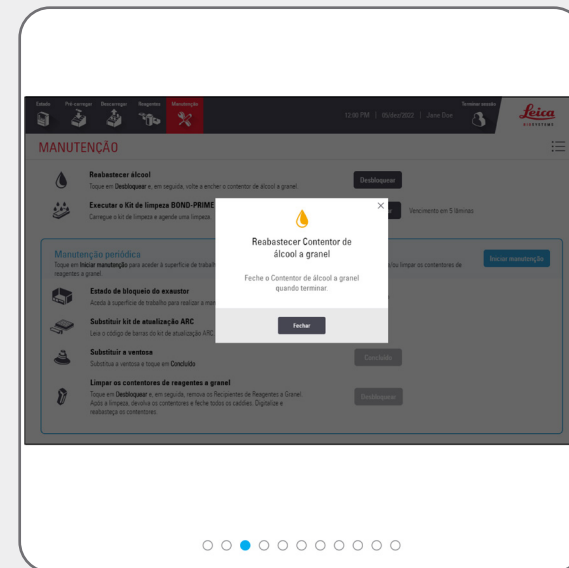 Estado Pré-carregar Descarregar Reagentes Manutenção Terminar sessão
12:00 PM | 05/dez/2022 | Jane Doe
Leica
BIOSYSTEMS
MANUTENÇÃO
Reabastecer álcool
Toque em Desbloquear e, em seguida, volte a encher o contentor de álcool a granel.
Desbloquear
Executar o Kit de limpeza BOND-PRIME
Carregue o kit de limpeza e agende uma limpeza.
Vencimento em 5 lâminas
Reabastecer Contentor de
álcool a granel
Feche o Contentor de álcool a granel
quando terminar.
Fechar
Manutenção periódica
Toque em Iniciar manutenção para aceder à superfície de
limpar os contentores de
reagentes a granel.
Iniciar manutenção
Estado de bloqueio do exaustor
Aceda à superfície de trabalho para realizar a
Substituir kit de atualização ARC
Leia o código de barras do kit de atualização ARC,
Substituir a ventosa
Substitua a ventosa e toque em Concluído
Concluído
Limpar os contentores de reagentes a granel
Toque em Desbloquear e, em seguida, remova os Recipientes de Reagentes a Granel.
Após a limpeza, devolva os contentores e feche todos os caixões. Digitalize e
reabasteça os contentores.
Desbloquear